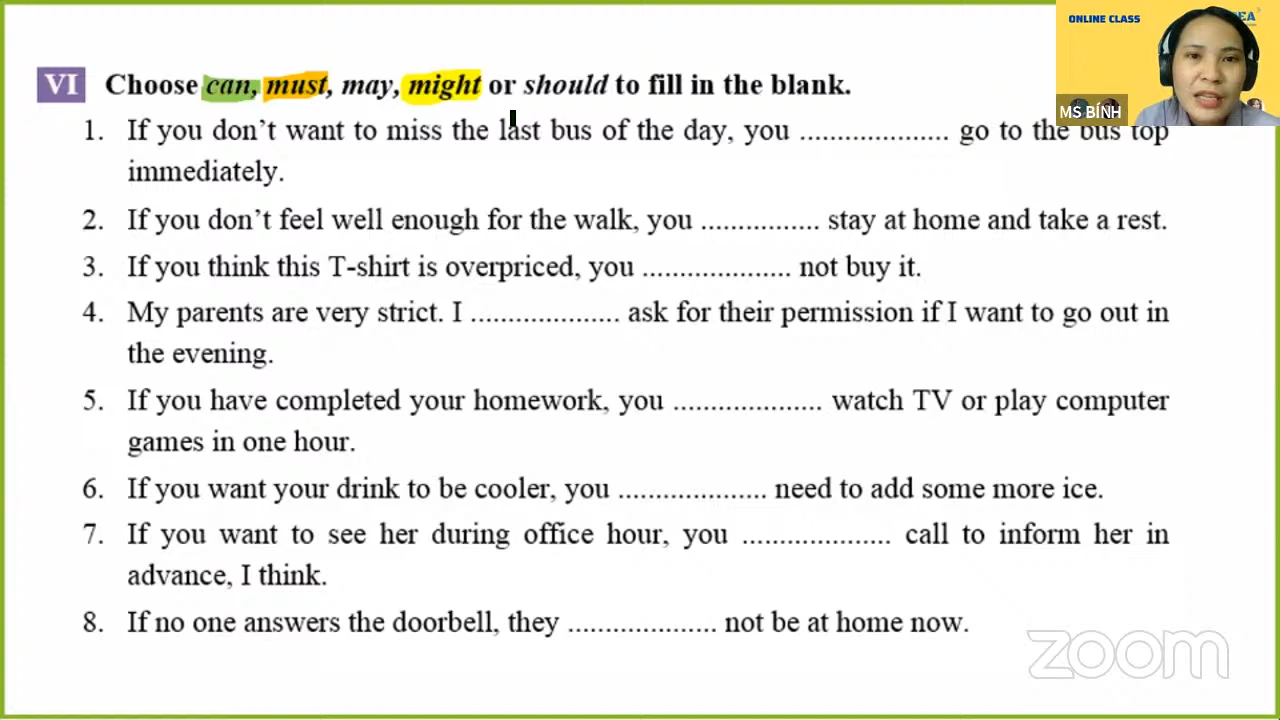 ONLINE CLASS
EA
MS BÍNH
VI Choose can, must, may, might or should to fill in the blank.
1. If you don't want to miss the last bus of the day, you .................... go to the bus top
immediately.
2. If you don't feel well enough for the walk, you ................ stay at home and take a rest.
3. If you think this T-shirt is overpriced, you .................... not buy it.
4. My parents are very strict. I .................... ask for their permission if I want to go out in
the evening.
5. If you have completed your homework, you .................... watch TV or play computer
games in one hour.
6. If you want your drink to be cooler, you .................... need to add some more ice.
7. If you want to see her during office hour, you .................... call to inform her in
advance, I think.
8. If no one answers the doorbell, they .................... not be at home now.
zoom